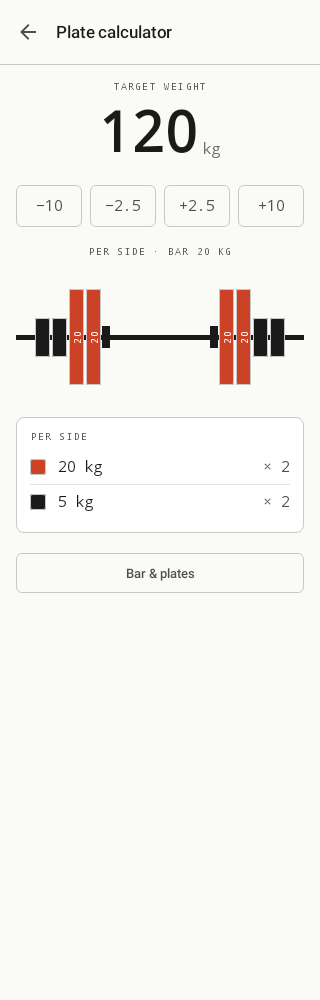 Plate calculator
TARGET WEIGHT
120 kg
−10 −2.5 +2.5 +10
PER SIDE · BAR 20 KG
20 20 20 20
PER SIDE
20 kg × 2
5 kg × 2
Bar & plates